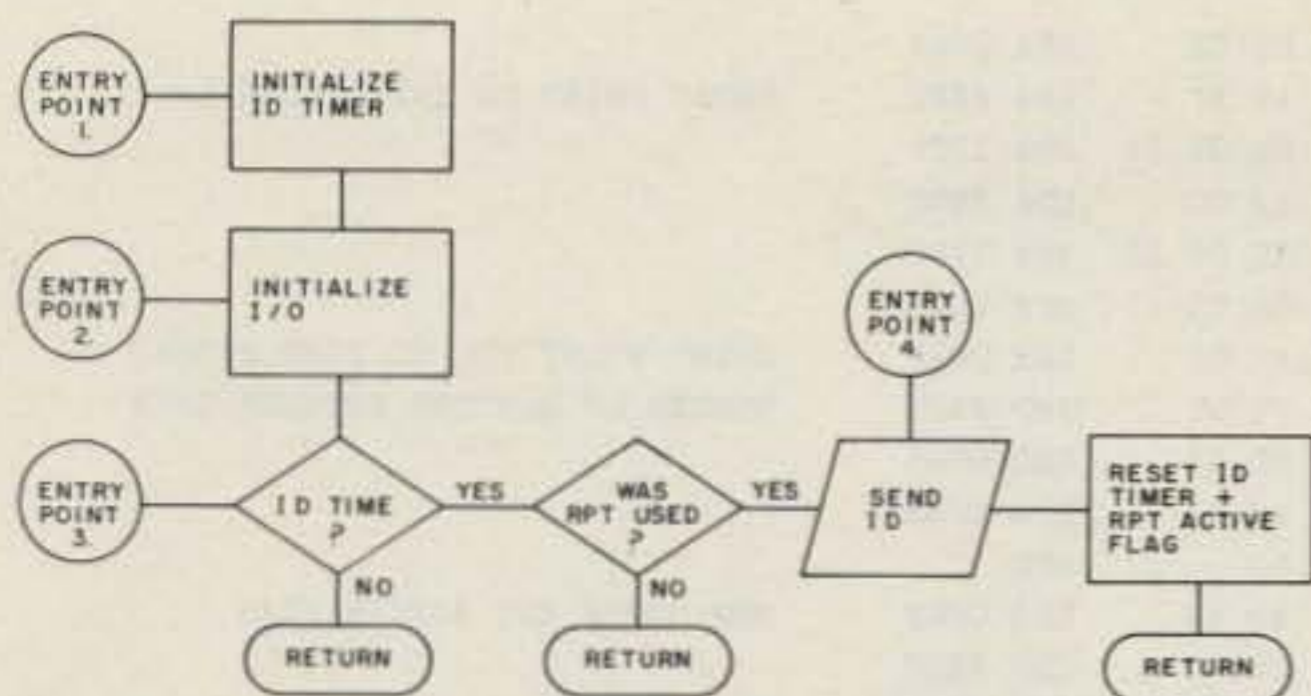 ENTRY
POINT
1.
INITIALIZE
ID TIMER
ENTRY
POINT
2.
INITIALIZE
I/O
ENTRY
POINT
4.
ENTRY
POINT
3.
ID TIME
?
YES
WAS
RPT USED
?
YES
SEND
ID
RESET ID
TIMER +
RPT ACTIVE
FLAG
NO
NO
RETURN
RETURN
RETURN